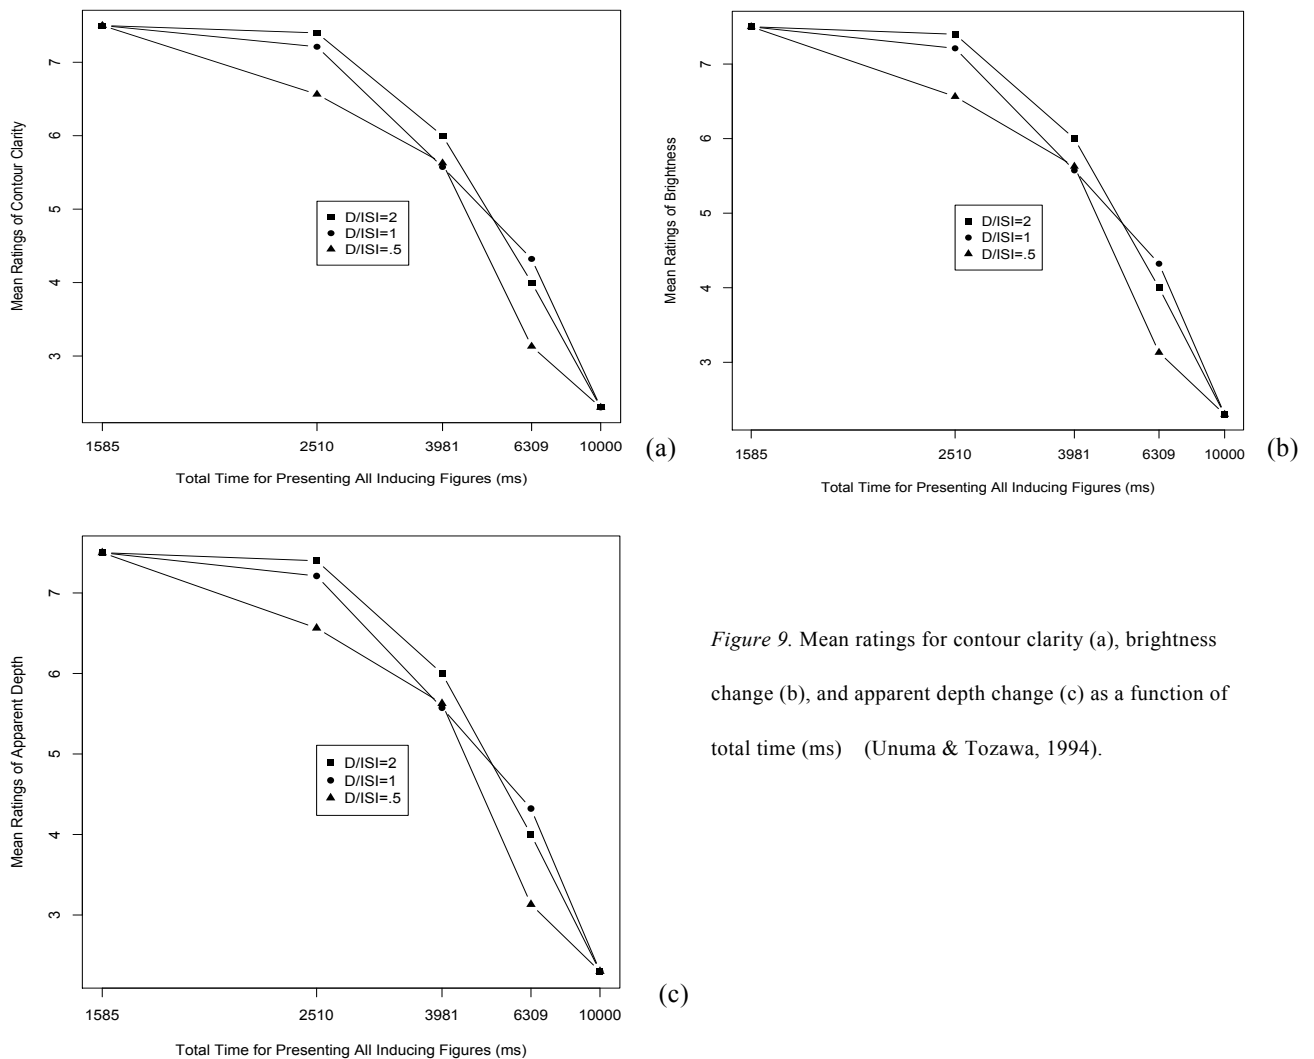 Mean Ratings of Contour Clarity
7
6
5
4
3
D/ISI=2
D/ISI=1
D/ISI=.5
1585 2510 3981 6309 10000
Total Time for Presenting All Inducing Figures (ms)
(a)
Mean Ratings of Brightness
7
6
5
4
3
D/ISI=2
D/ISI=1
D/ISI=.5
1585 2510 3981 6309 10000
Total Time for Presenting All Inducing Figures (ms)
(b)
Mean Ratings of Apparent Depth
7
6
5
4
3
D/ISI=2
D/ISI=1
D/ISI=.5
1585 2510 3981 6309 10000
Total Time for Presenting All Inducing Figures (ms)
(c)
Figure 9. Mean ratings for contour clarity (a), brightness
change (b), and apparent depth change (c) as a function of
total time (ms) (Unuma & Tozawa, 1994).